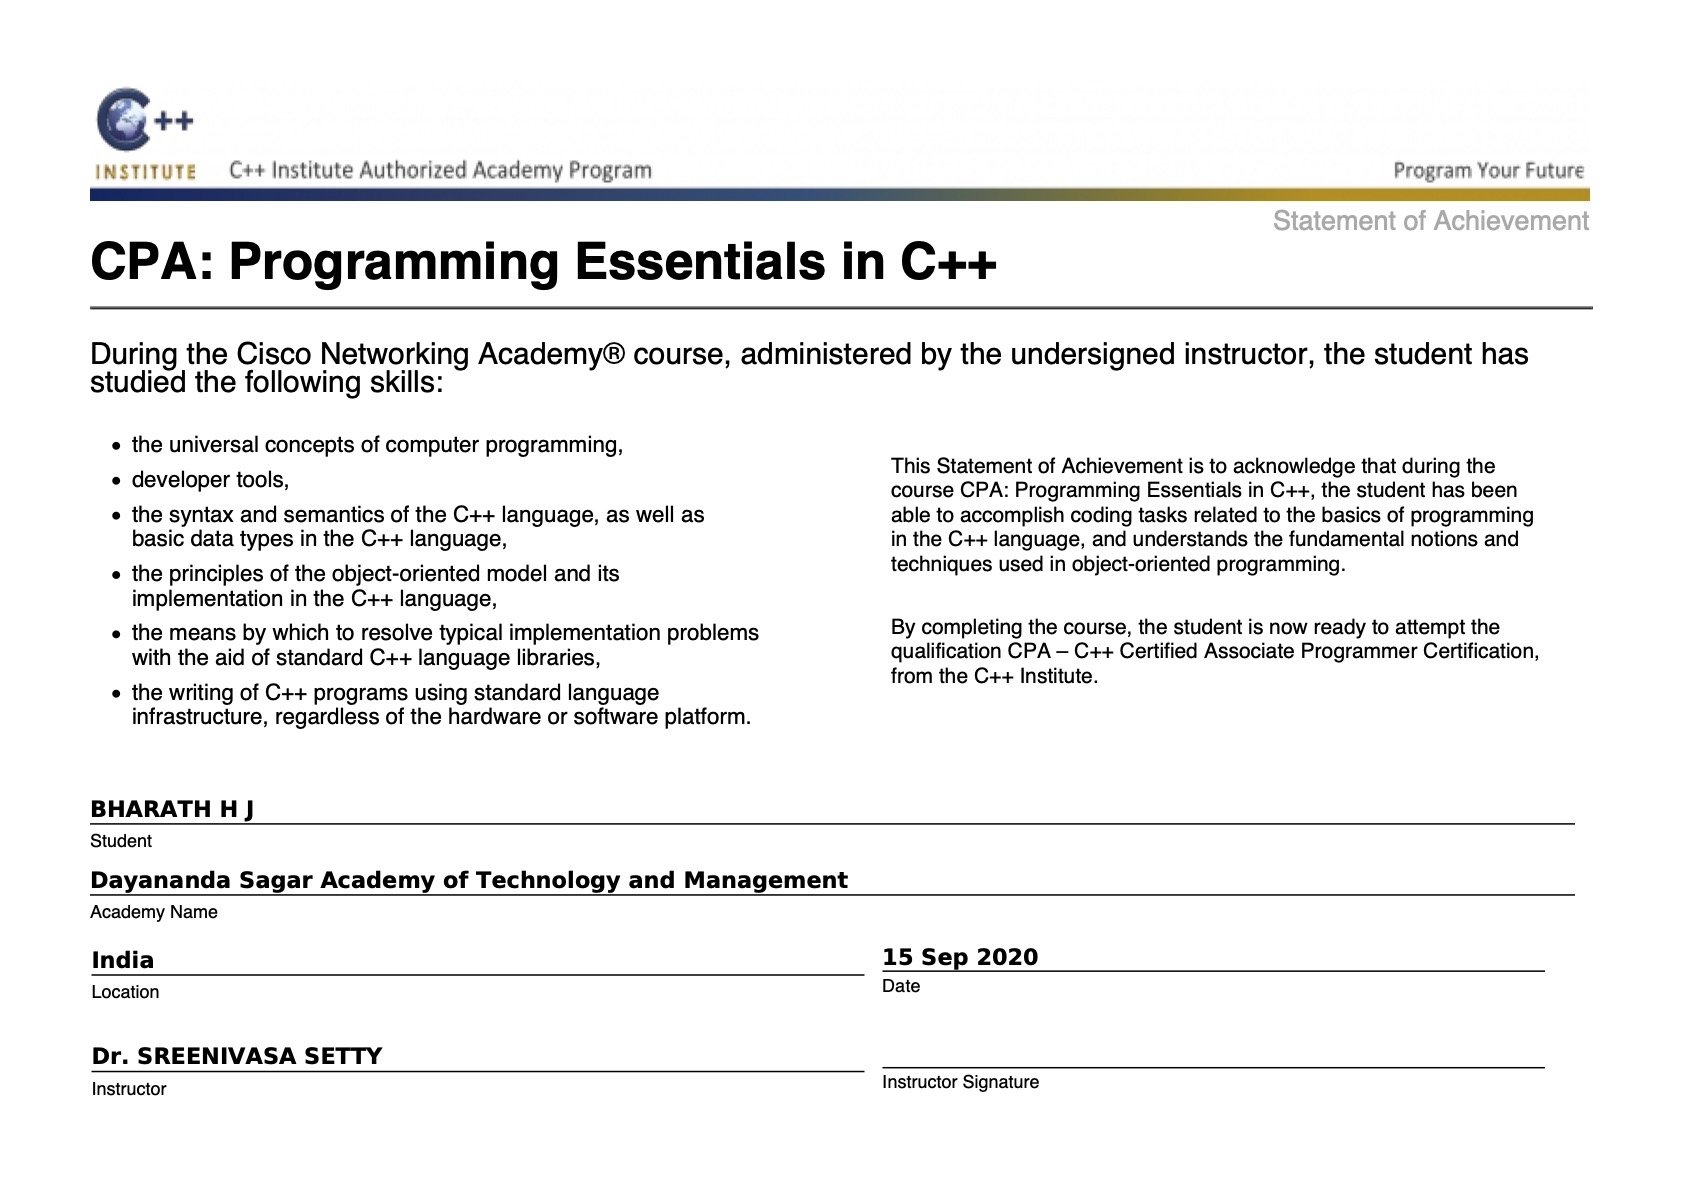 C++
INSTITUTE
C++ Institute Authorized Academy Program
Program Your Future
Statement of Achievement
CPA: Programming Essentials in C++
During the Cisco Networking Academy® course, administered by the undersigned instructor, the student has
studied the following skills:
• the universal concepts of computer programming,
• developer tools,
• the syntax and semantics of the C++ language, as well as
basic data types in the C++ language,
• the principles of the object-oriented model and its
implementation in the C++ language,
• the means by which to resolve typical implementation problems
with the aid of standard C++ language libraries,
• the writing of C++ programs using standard language
infrastructure, regardless of the hardware or software platform.
This Statement of Achievement is to acknowledge that during the
course CPA: Programming Essentials in C++, the student has been
able to accomplish coding tasks related to the basics of programming
in the C++ language, and understands the fundamental notions and
techniques used in object-oriented programming.
By completing the course, the student is now ready to attempt the
qualification CPA – C++ Certified Associate Programmer Certification,
from the C++ Institute.
BHARATH H J
Student
Dayananda Sagar Academy of Technology and Management
Academy Name
India
Location
15 Sep 2020
Date
Dr. SREENIVASA SETTY
Instructor
Instructor Signature